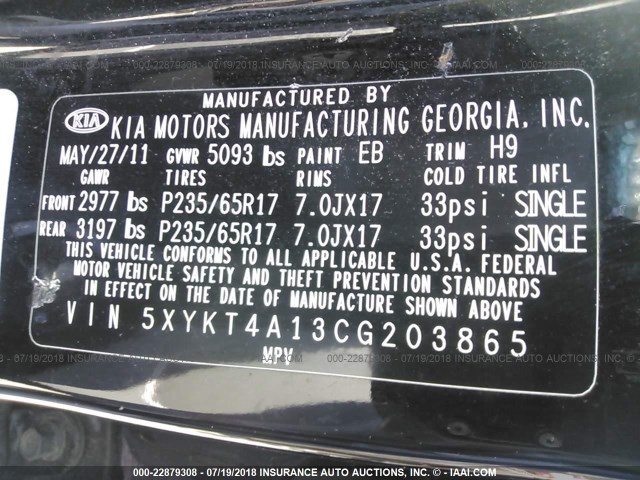 MANUFACTURED BY
KIA KIA MOTORS MANUFACTURING GEORGIA, INC.
MAY/27/11 GVWR 5093 lbs PAINT EB TRIM H9
GAWR TIRES RIMS COLD TIRE INFL
FRONT 2977 lbs P235/65R17 7.0JX17 33psi SINGLE
REAR 3197 lbs P235/65R17 7.0JX17 33psi SINGLE
THIS VEHICLE CONFORMS TO ALL APPLICABLE U.S.A. FEDERAL
MOTOR VEHICLE SAFETY AND THEFT PREVENTION STANDARDS
IN EFFECT ON THE DATE OF MANUFACTURE SHOWN ABOVE
VIN 5XYKT4A13CG203865
MPV
000-22879308 - 07/19/2018 - INSURANCE AUTO AUCTIONS, INC. - © IAAI.COM